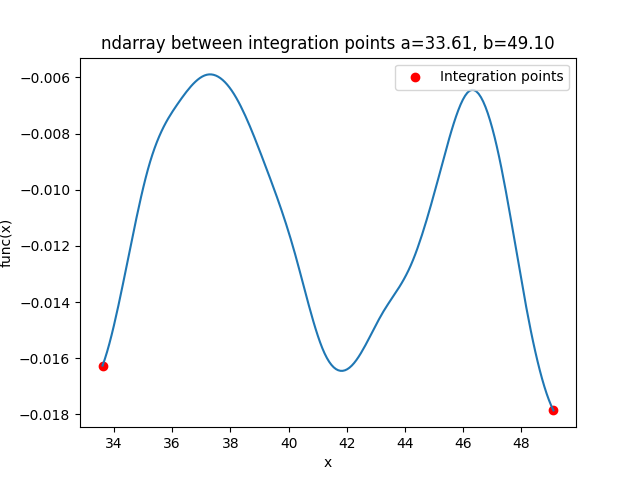 ndarray between integration points a=33.61, b=49.10
Integration points
−0.006
−0.008
−0.010
−0.012
−0.014
−0.016
−0.018
func(x)
34 36 38 40 42 44 46 48
x